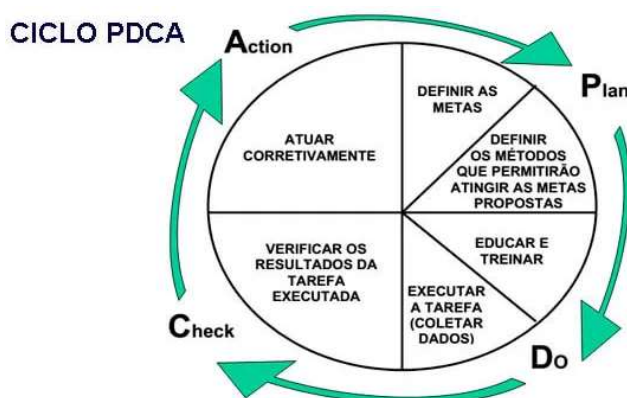 CICLO PDCA
Action
Plan
DEFINIR AS
METAS
DEFINIR
OS MÉTODOS
QUE PERMITIRÃO
ATINGIR AS METAS
PROPOSTAS
ATUAR
CORRETIVAMENTE
VERIFICAR OS
RESULTADOS DA
TAREFA
EXECUTADA
EDUCAR E
TREINAR
EXECUTAR
A TAREFA
(COLETAR
DADOS)
Check
DO